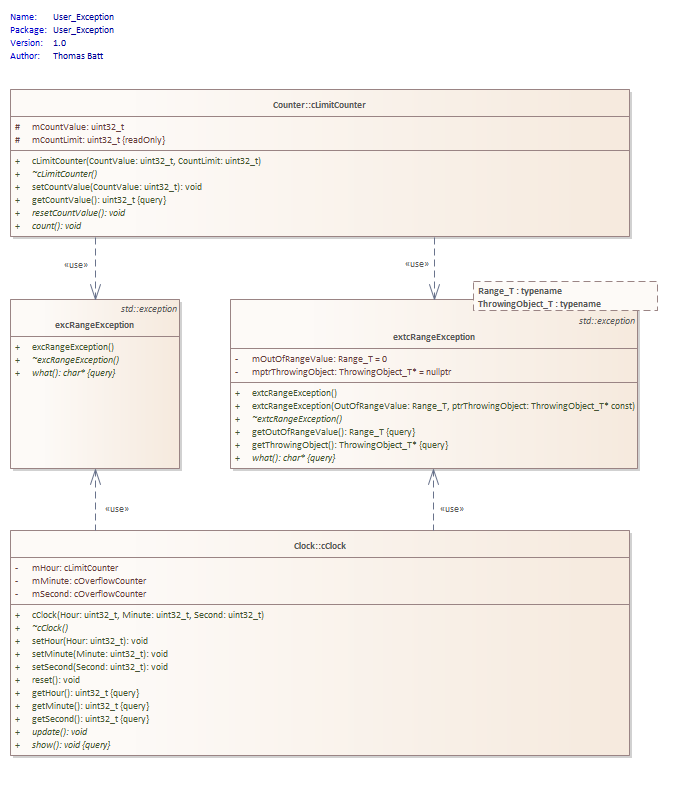 Name: User_Exception
Package: User_Exception
Version: 1.0
Author: Thomas Batt
Counter::cLimitCounter
# mCountValue: uint32_t
# mCountLimit: uint32_t {readOnly}
+ cLimitCounter(CountValue: uint32_t, CountLimit: uint32_t)
+ ~cLimitCounter()
+ setCountValue(CountValue: uint32_t): void
+ getCountValue(): uint32_t {query}
+ resetCountValue(): void
+ count(): void
«use»
«use»
std::exception
excRangeException
+ excRangeException()
+ ~excRangeException()
+ what(): char* {query}
Range_T : typename
ThrowingObject_T : typename
std::exception
extcRangeException
- mOutOfRangeValue: Range_T = 0
- mptrThrowingObject: ThrowingObject_T* = nullptr
+ extcRangeException()
+ extcRangeException(OutOfRangeValue: Range_T, ptrThrowingObject: ThrowingObject_T* const)
+ ~extcRangeException()
+ getOutOfRangeValue(): Range_T {query}
+ getThrowingObject(): ThrowingObject_T* {query}
+ what(): char* {query}
«use»
«use»
Clock::cClock
- mHour: cLimitCounter
- mMinute: cOverflowCounter
- mSecond: cOverflowCounter
+ cClock(Hour: uint32_t, Minute: uint32_t, Second: uint32_t)
+ ~cClock()
+ setHour(Hour: uint32_t): void
+ setMinute(Minute: uint32_t): void
+ setSecond(Second: uint32_t): void
+ reset(): void
+ getHour(): uint32_t {query}
+ getMinute(): uint32_t {query}
+ getSecond(): uint32_t {query}
+ update(): void
+ show(): void {query}